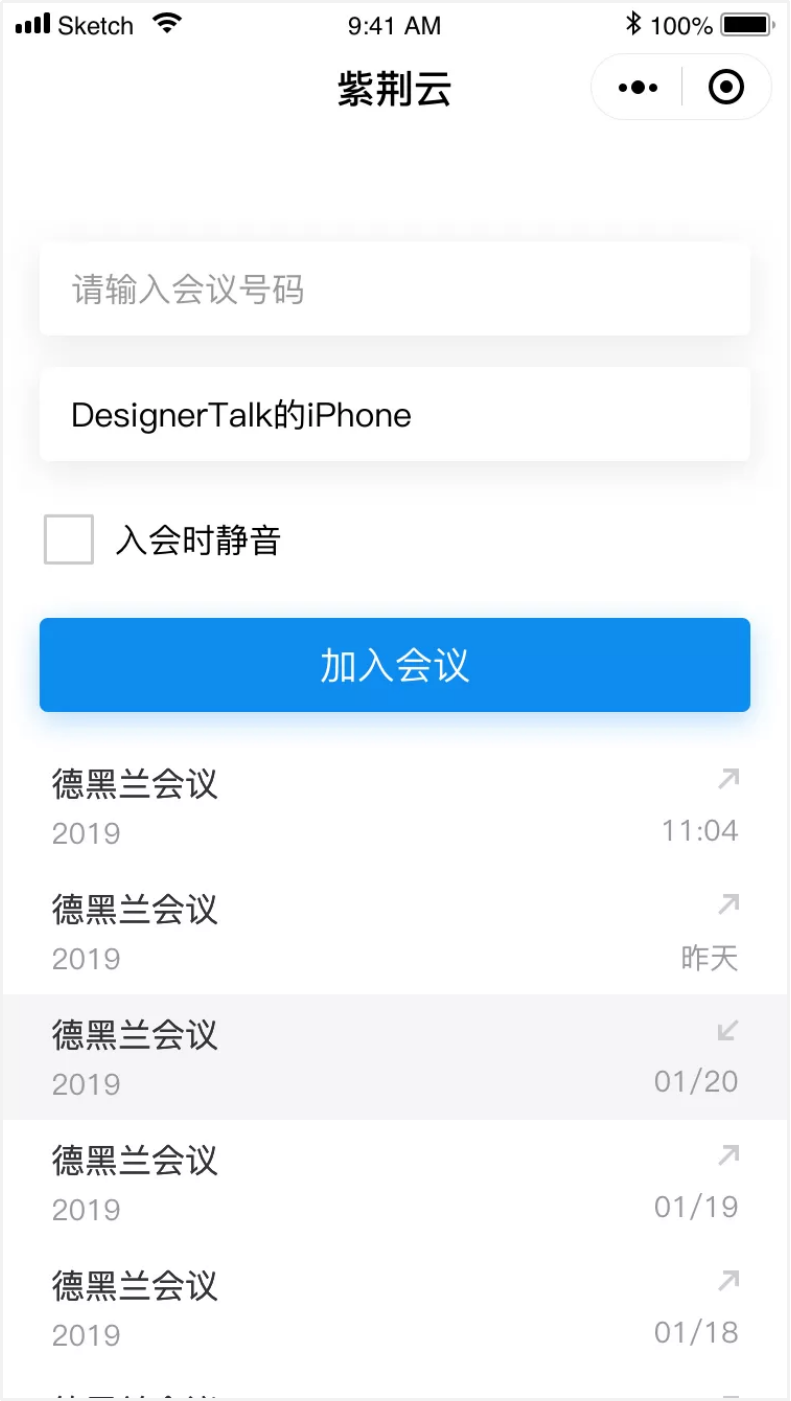 Sketch 9:41 AM 100%
紫荆云
请输入会议号码
DesignerTalk的iPhone
入会时静音
加入会议
德黑兰会议
2019 11:04
德黑兰会议
2019 昨天
德黑兰会议
2019 01/20
德黑兰会议
2019 01/19
德黑兰会议
2019 01/18